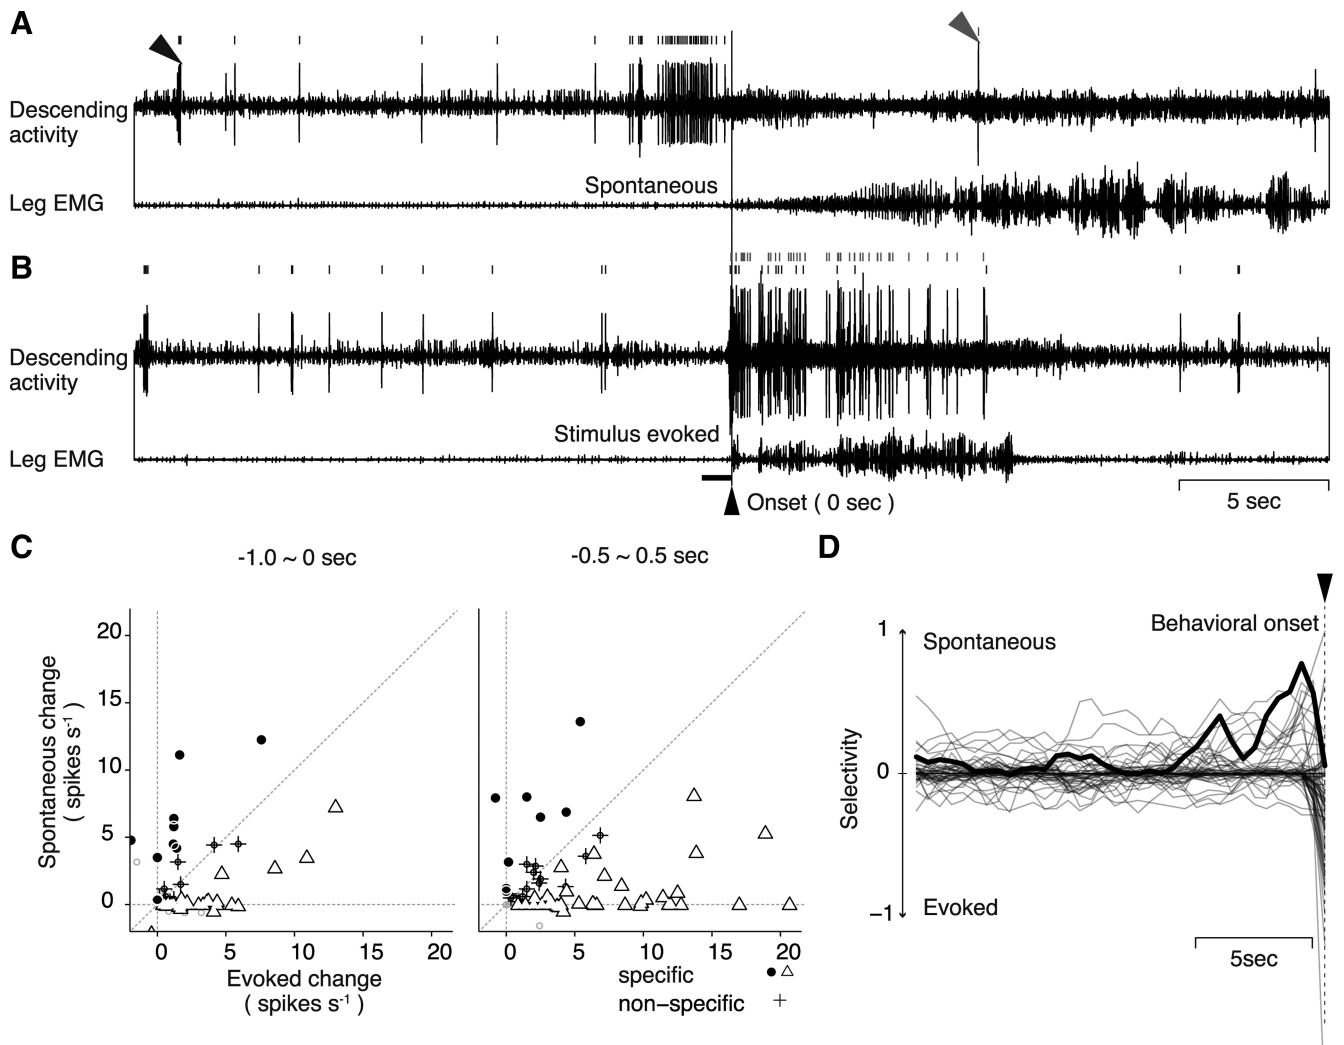 A
Descending
activity
Spontaneous
Leg EMG
B
Descending
activity
Stimulus evoked
Leg EMG
Onset ( 0 sec )
5 sec
C
-1.0 ~ 0 sec
-0.5 ~ 0.5 sec
D
Behavioral onset
1
Spontaneous
20
15
10
5
0
Spontaneous change
( spikes s⁻¹ )
0 5 10 15 20
Evoked change
( spikes s⁻¹ )
0 5 10 15 20
specific
non−specific
Selectivity
0
Evoked
−1
5sec